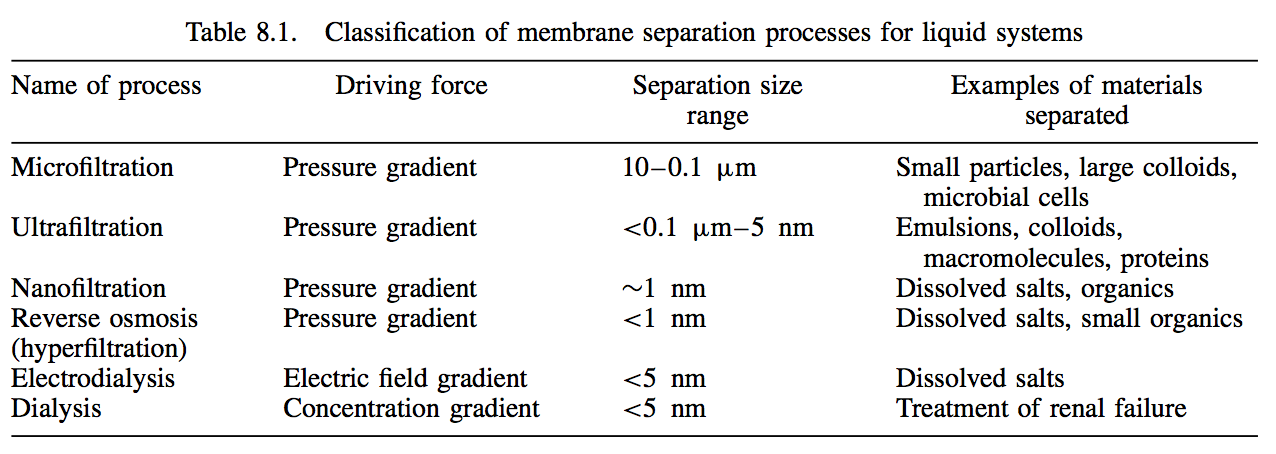 Table 8.1. Classification of membrane separation processes for liquid systems
Name of process Driving force Separation size Examples of materials
range separated
Microfiltration Pressure gradient 10–0.1 μm Small particles, large colloids,
microbial cells
Ultrafiltration Pressure gradient <0.1 μm–5 nm Emulsions, colloids,
macromolecules, proteins
Nanofiltration Pressure gradient ∼1 nm Dissolved salts, organics
Reverse osmosis Pressure gradient <1 nm Dissolved salts, small organics
(hyperfiltration)
Electrodialysis Electric field gradient <5 nm Dissolved salts
Dialysis Concentration gradient <5 nm Treatment of renal failure